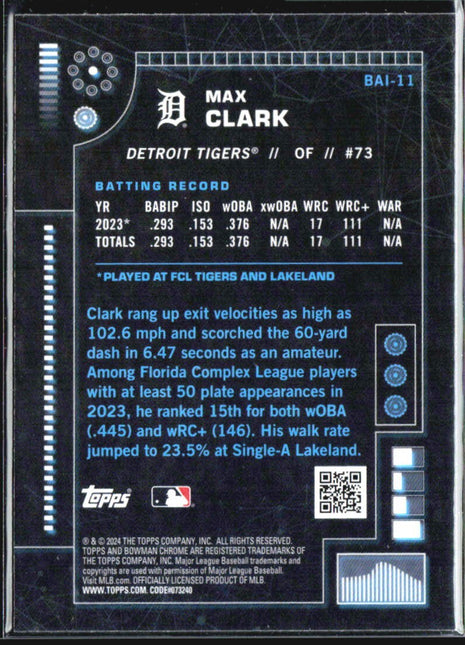 BAI-11
D
MAX
CLARK
DETROIT TIGERS® // OF // #73
BATTING RECORD
YR BABIP ISO wOBA xwOBA WRC WRC+ WAR
2023* .293 .153 .376 N/A 17 111 N/A
TOTALS .293 .153 .376 N/A 17 111 N/A
*PLAYED AT FCL TIGERS AND LAKELAND
Clark rang up exit velocities as high as
102.6 mph and scorched the 60-yard
dash in 6.47 seconds as an amateur.
Among Florida Complex League players
with at least 50 plate appearances in
2023, he ranked 15th for both wOBA
(.445) and wRC+ (146). His walk rate
jumped to 23.5% at Single-A Lakeland.
Topps
® & © 2024 THE TOPPS COMPANY, INC. ALL RIGHTS RESERVED.
TOPPS AND BOWMAN CHROME ARE REGISTERED TRADEMARKS OF
THE TOPPS COMPANY, INC. Major League Baseball trademarks and
copyrights are used with permission of Major League Baseball.
Visit MLB.com. OFFICIALLY LICENSED PRODUCT OF MLB.
WWW.TOPPS.COM. CODE#073240